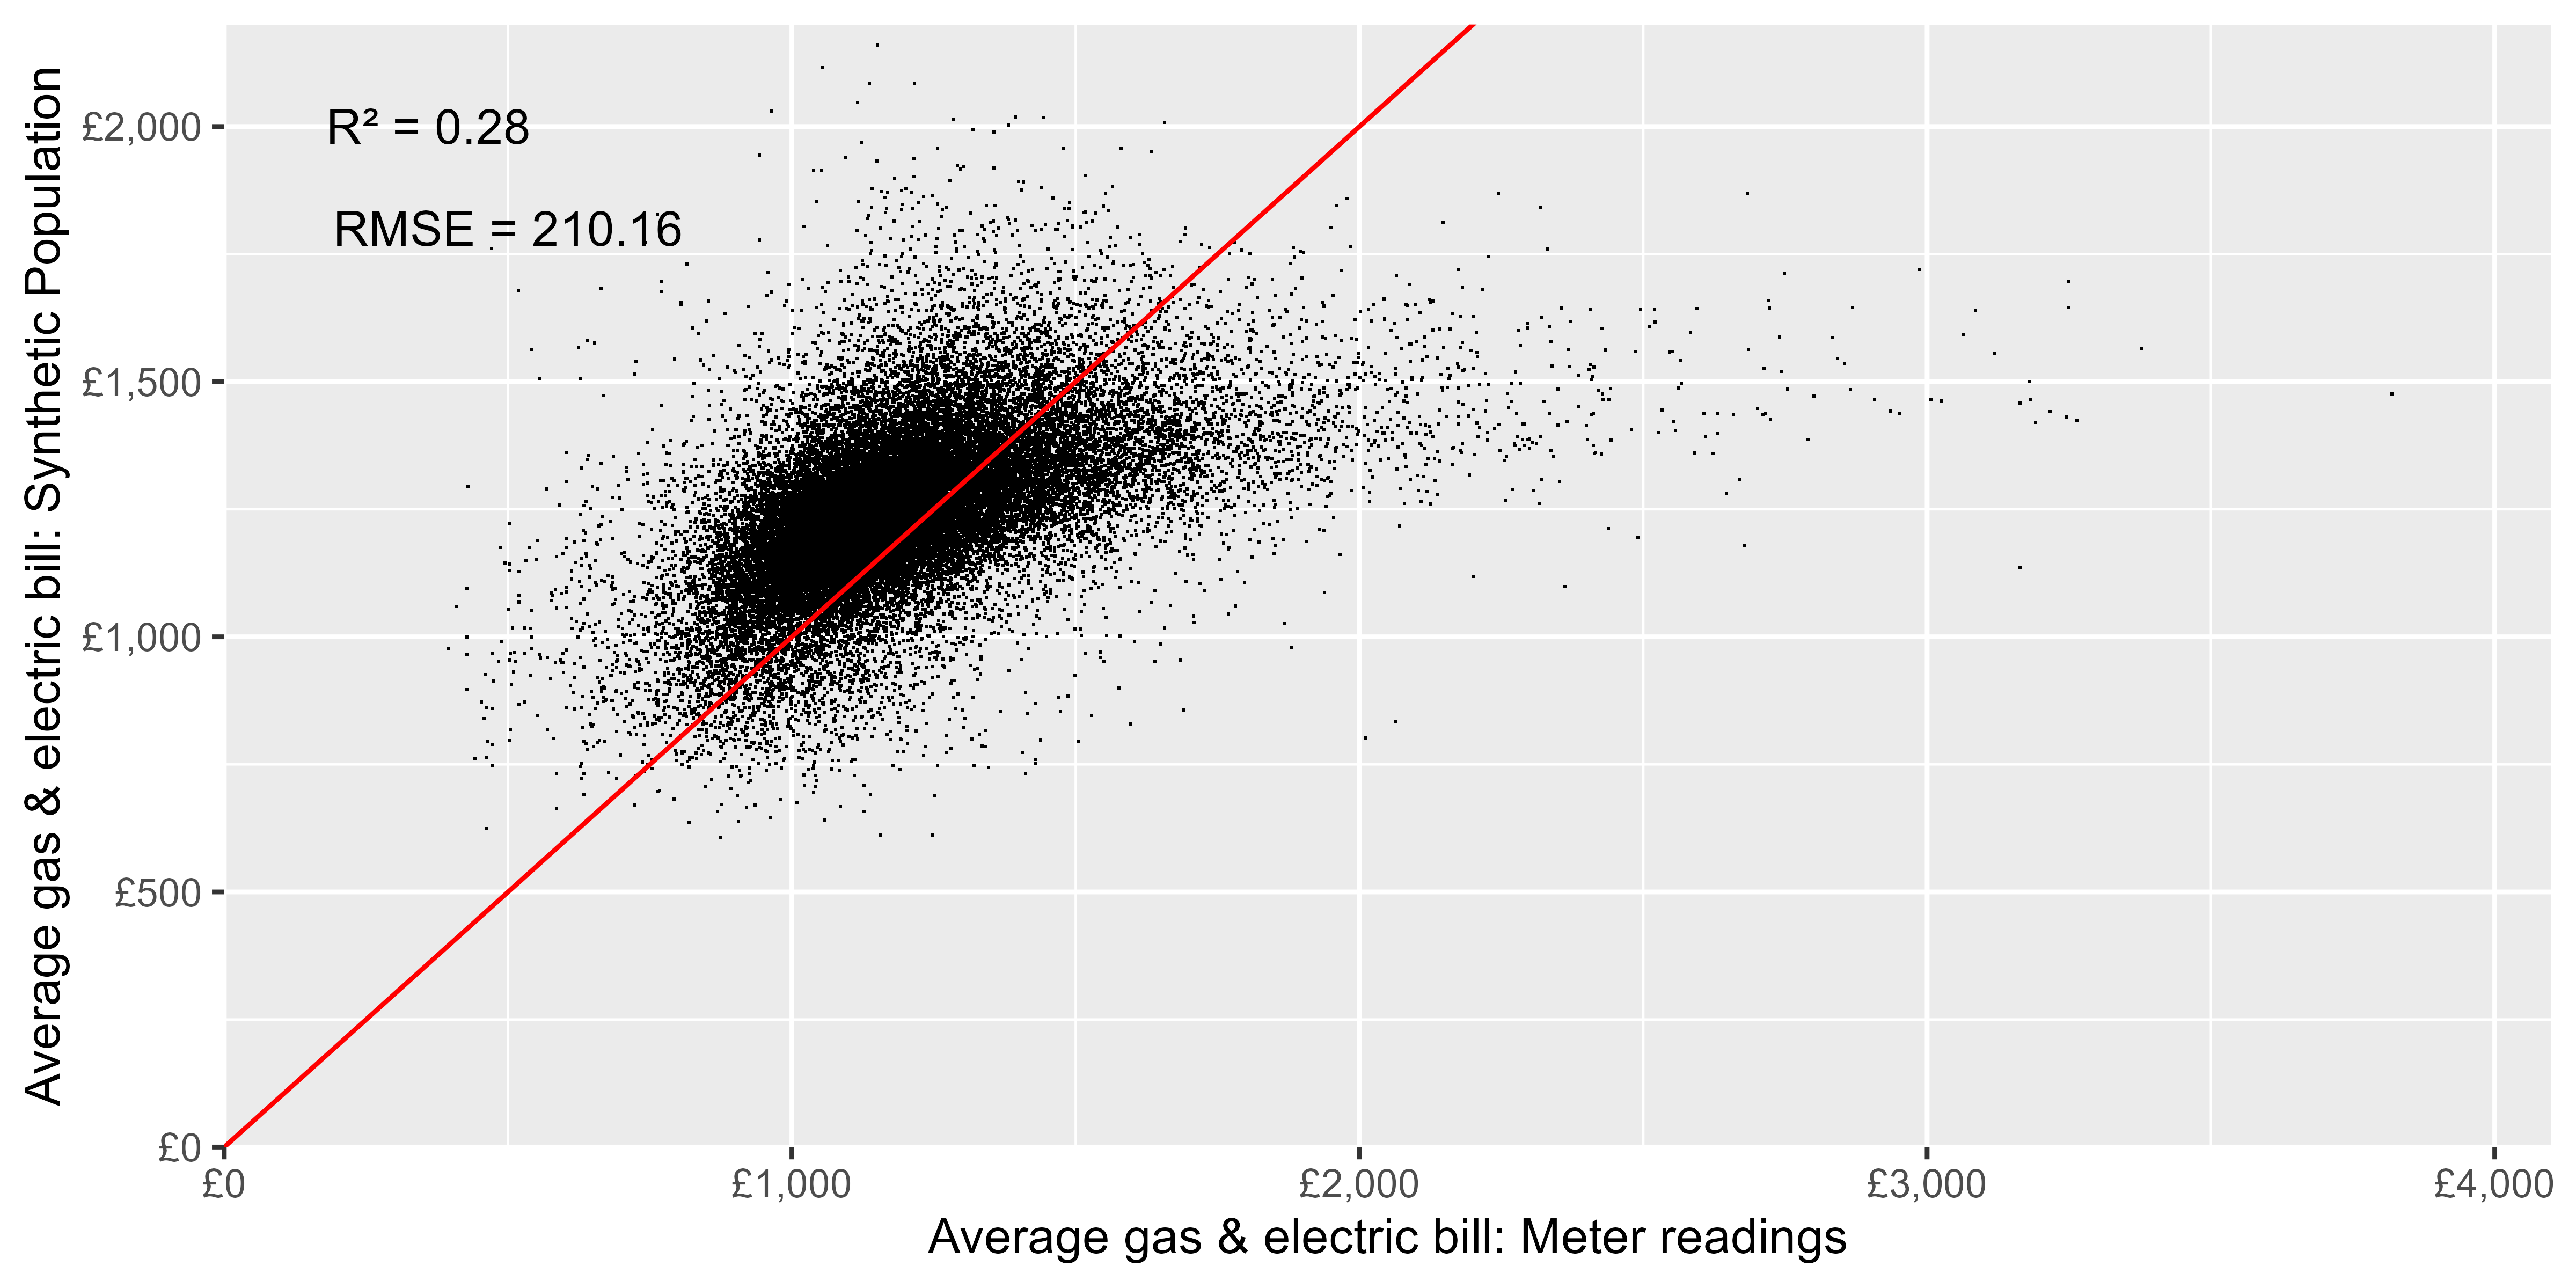 R² = 0.28
RMSE = 210.16
Average gas & electric bill: Synthetic Population
£2,000
£1,500
£1,000
£500
£0
£0
£1,000
£2,000
£3,000
£4,000
Average gas & electric bill: Meter readings